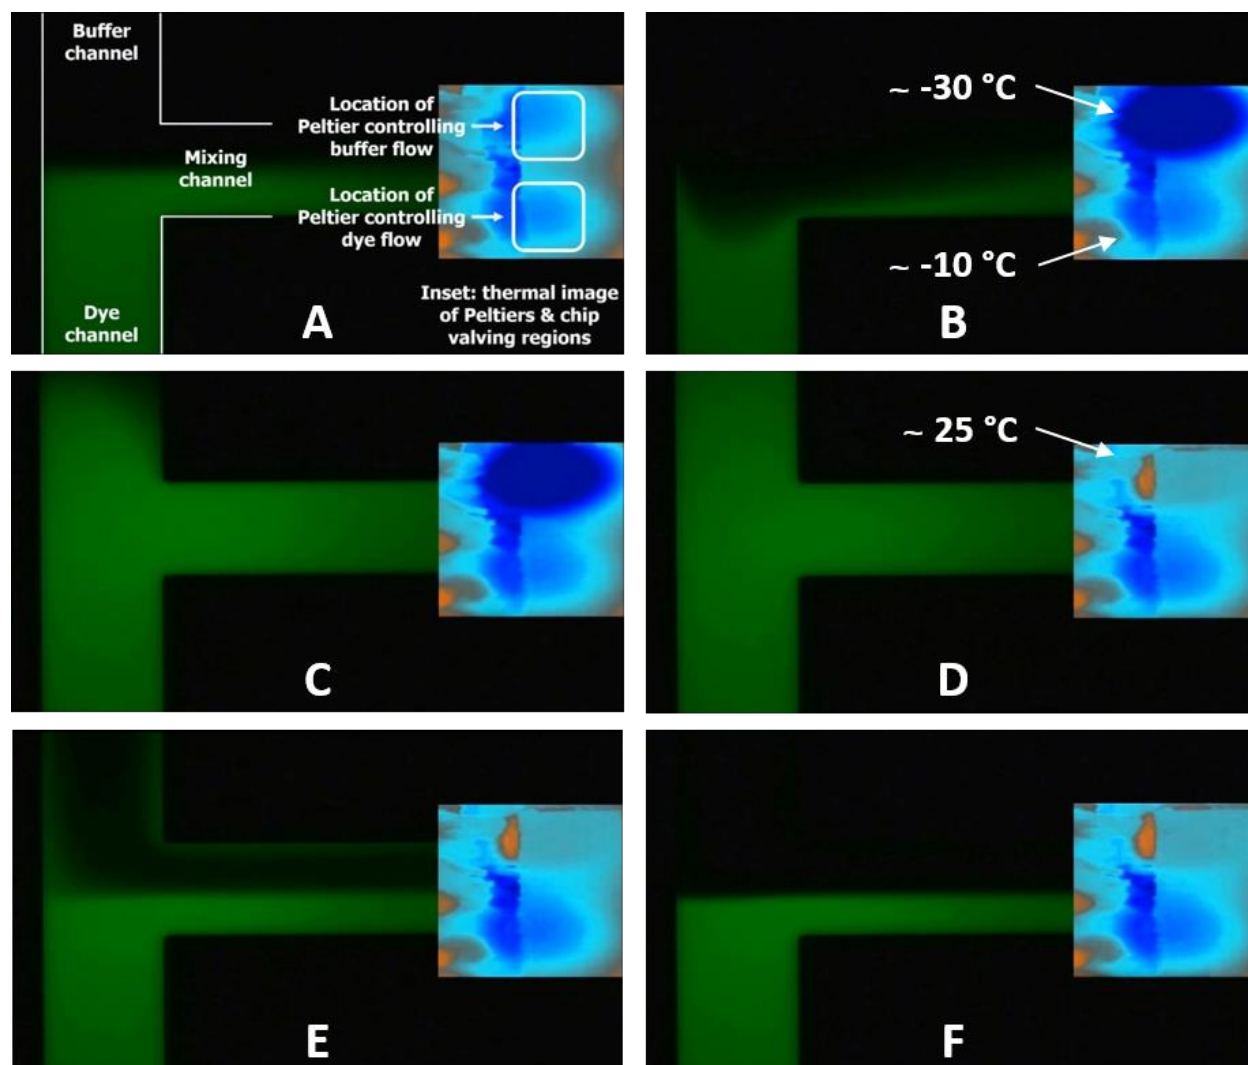 Buffer
channel
Location of
Peltier controlling
buffer flow
Mixing
channel
Location of
Peltier controlling
dye flow
Inset: thermal image
of Peltiers & chip
valving regions
Dye
channel
A
~ -30 °C
~ -10 °C
B
C
~ 25 °C
D
E
F